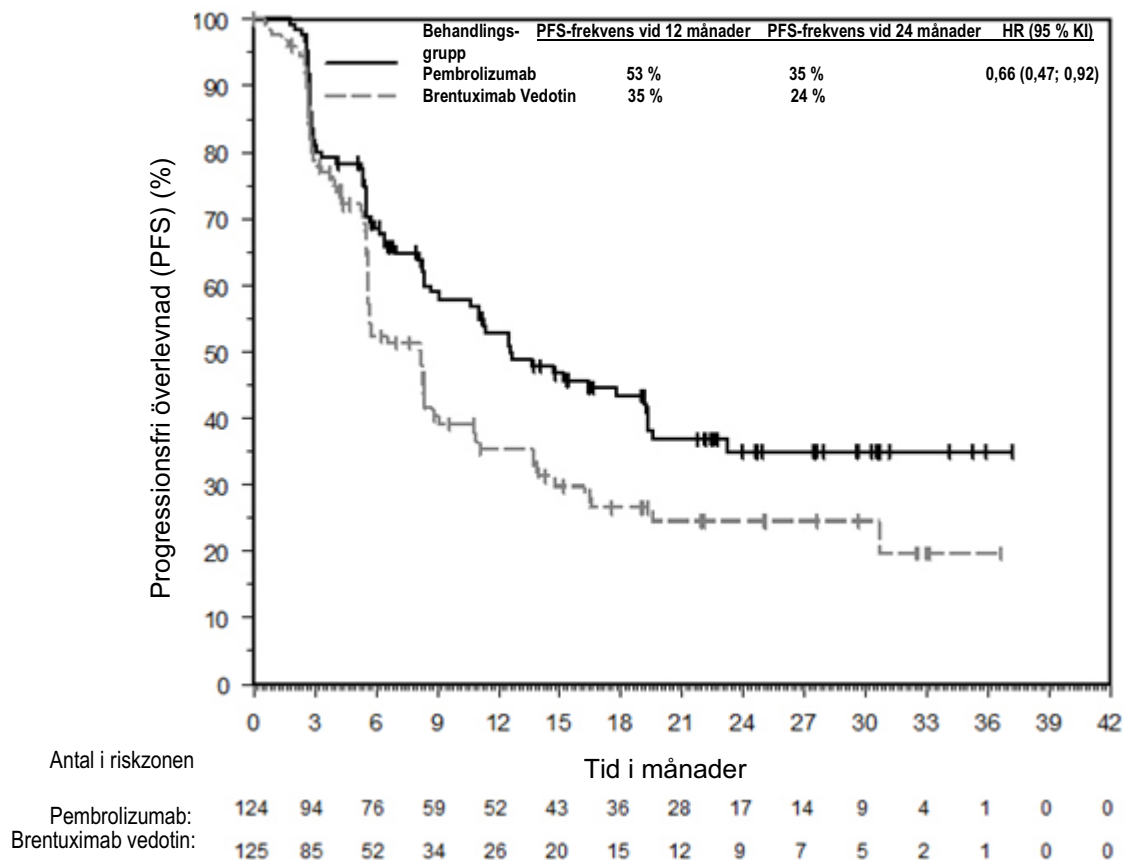 Behandlings- PFS-frekvens vid 12 månader PFS-frekvens vid 24 månader HR (95 % KI)
grupp
Pembrolizumab 53 % 35 % 0,66 (0,47; 0,92)
Brentuximab Vedotin 35 % 24 %
Progressionsfri överlevnad (PFS) (%)
100
90
80
70
60
50
40
30
20
10
0
0 3 6 9 12 15 18 21 24 27 30 33 36 39 42
Tid i månader
Antal i riskzonen
Pembrolizumab: 124 94 76 59 52 43 36 28 17 14 9 4 1 0 0
Brentuximab vedotin: 125 85 52 34 26 20 15 12 9 7 5 2 1 0 0